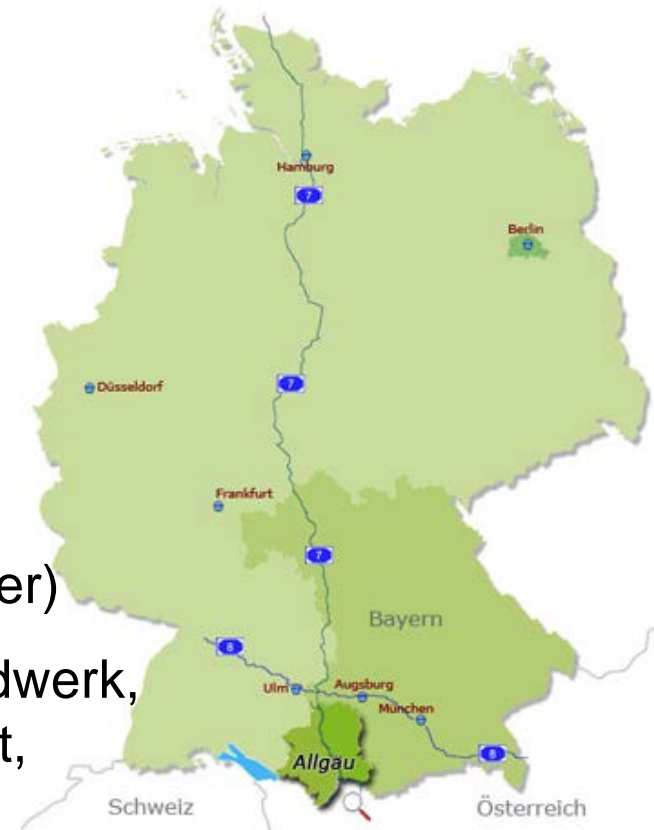 Hamburg
7
Berlin
7
Düsseldorf
Frankfurt
7
er)
Bayern
8
dwerk,
Ulm
Augsburg
München
t,
8
Allgäu
Schweiz
Österreich